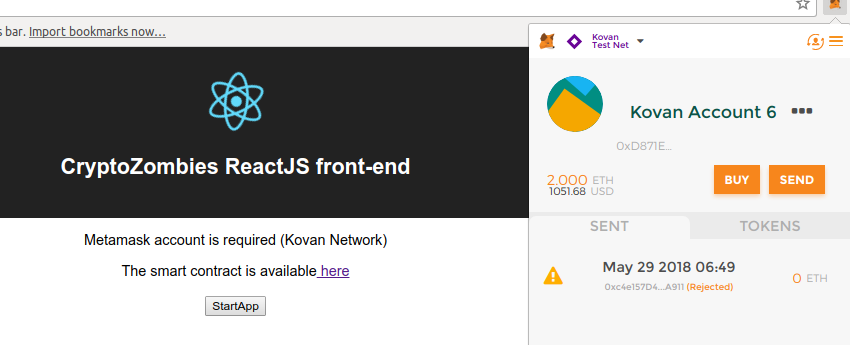 s bar. Import bookmarks now...
CryptoZombies ReactJS front-end
Metamask account is required (Kovan Network)
The smart contract is available here
StartApp
Kovan
Test Net
Kovan Account 6
0xD871E...
2.000 ETH
1051.68 USD
BUY
SEND
SENT
TOKENS
May 29 2018 06:49
0xc4e157D4...A911 (Rejected)
0 ETH